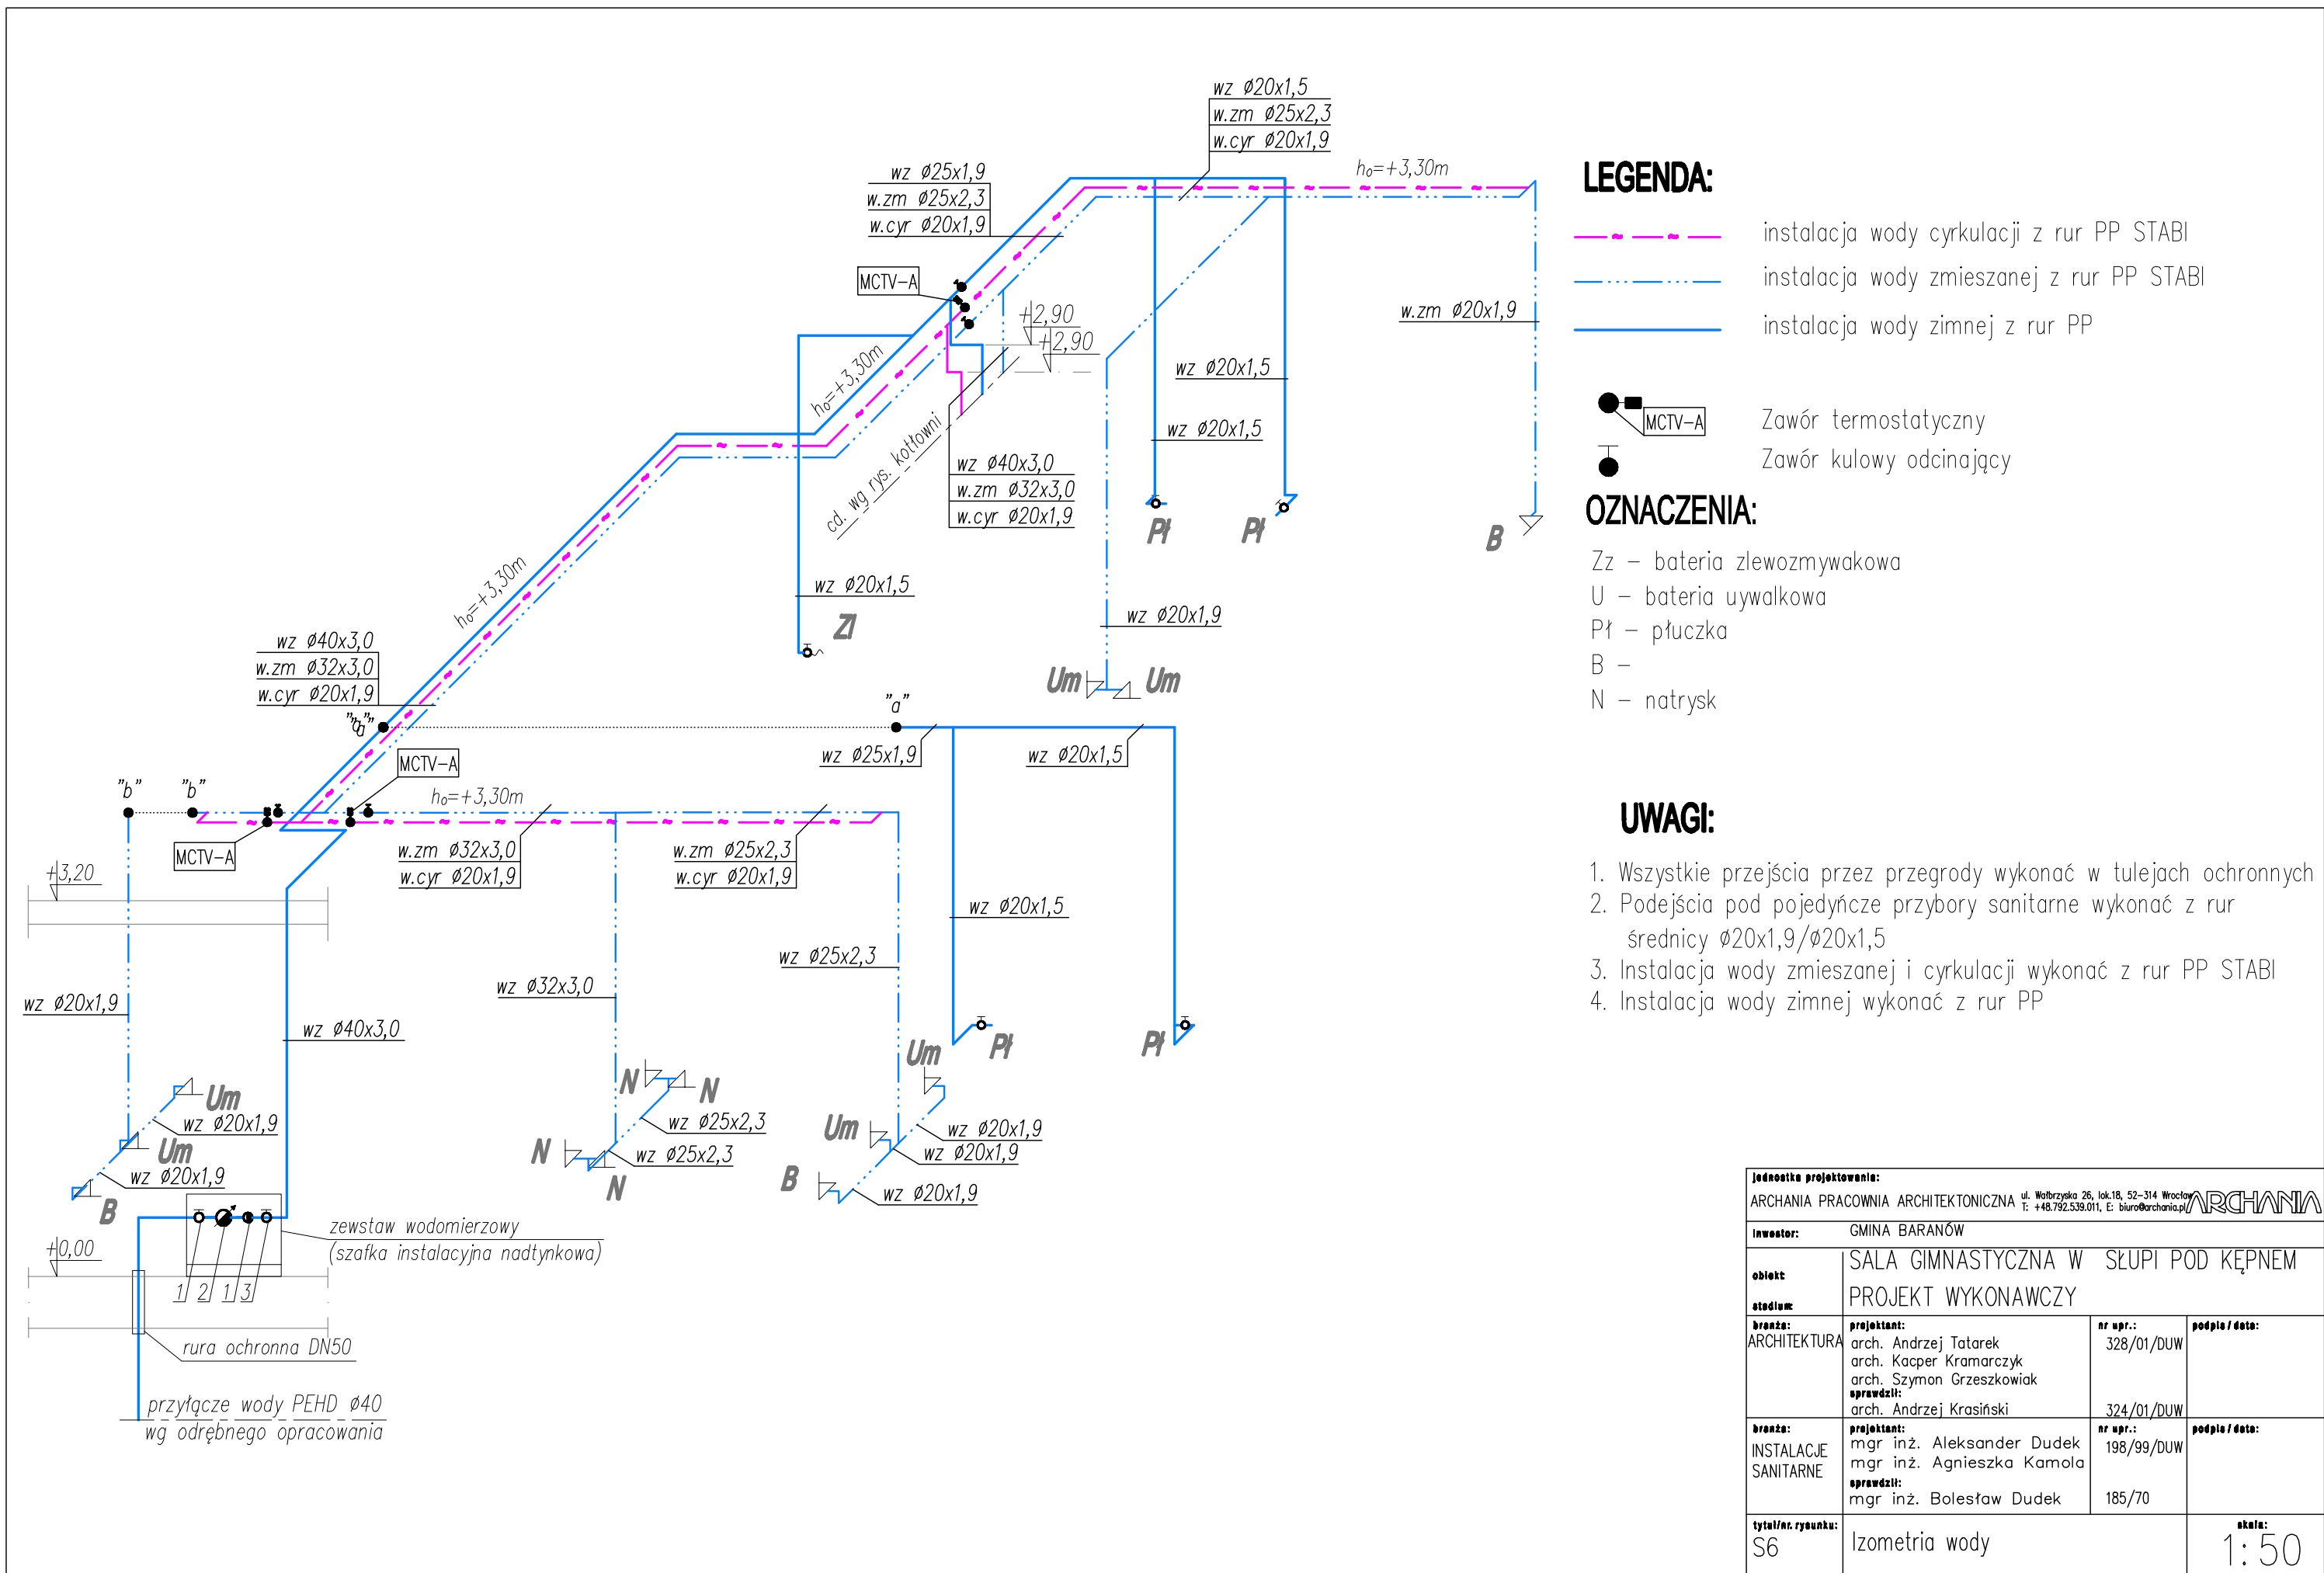 wz ø20x1,5
w.zm ø25x2,3
w.cyr ø20x1,9
h₀=+3,30m
wz ø25x1,9
w.zm ø25x2,3
w.cyr ø20x1,9
MCTV-A
+2,90
+2,90
w.zm ø20x1,9
h₀=+3,30m
wz ø20x1,5
wz ø20x1,5
cd. wg rys. kotłowni
wz ø40x3,0
w.zm ø32x3,0
w.cyr ø20x1,9
Pł
Pł
B
h₀=+3,30m
wz ø20x1,5
Zl
wz ø20x1,9
Um
Um
wz ø40x3,0
w.zm ø32x3,0
w.cyr ø20x1,9
"a"
"a"
wz ø25x1,9
wz ø20x1,5
MCTV-A
"b"
"b"
h₀=+3,30m
MCTV-A
w.zm ø32x3,0
w.cyr ø20x1,9
w.zm ø25x2,3
w.cyr ø20x1,9
+3,20
wz ø20x1,5
wz ø25x2,3
wz ø32x3,0
wz ø20x1,9
wz ø40x3,0
Pł
Pł
Um
N
N
Um
wz ø20x1,9
wz ø25x2,3
Um
wz ø20x1,9
Um
N
wz ø25x2,3
wz ø20x1,9
wz ø20x1,9
B
N
wz ø20x1,9
B
zewstaw wodomierzowy
(szafka instalacyjna nadtynkowa)
+0,00
1 2 1 3
rura ochronna DN50
przyłącze wody PEHD ø40
wg odrębnego opracowania
LEGENDA:
instalacja wody cyrkulacji z rur PP STABI
instalacja wody zmieszanej z rur PP STABI
instalacja wody zimnej z rur PP
MCTV-A
Zawór termostatyczny
Zawór kulowy odcinający
OZNACZENIA:
Zz – bateria zlewozmywakowa
U – bateria uywalkowa
Pł – płuczka
B –
N – natrysk
UWAGI:
1. Wszystkie przejścia przez przegrody wykonać w tulejach ochronnych
2. Podejścia pod pojedyńcze przybory sanitarne wykonać z rur
średnicy ø20x1,9/ø20x1,5
3. Instalacja wody zmieszanej i cyrkulacji wykonać z rur PP STABI
4. Instalacja wody zimnej wykonać z rur PP
jednostka projektowania:
ARCHANIA PRACOWNIA ARCHITEKTONICZNA
ul. Wałbrzyska 26, lok.18, 52-314 Wrocław
T: +48.792.539.011, E: biuro@archania.pl
ARCHANIA
inwestor:
GMINA BARANÓW
obiekt:
SALA GIMNASTYCZNA W SŁUPI POD KĘPNEM
stadium:
PROJEKT WYKONAWCZY
branża:
ARCHITEKTURA
projektant:
arch. Andrzej Tatarek
arch. Kacper Kramarczyk
arch. Szymon Grzeszkowiak
sprawdził:
arch. Andrzej Krasiński
nr upr.:
328/01/DUW
324/01/DUW
podpis / data:
branża:
INSTALACJE
SANITARNE
projektant:
mgr inż. Aleksander Dudek
mgr inż. Agnieszka Kamola
sprawdził:
mgr inż. Bolesław Dudek
nr upr.:
198/99/DUW
185/70
podpis / data:
tytuł/nr. rysunku:
S6
Izometria wody
skala:
1:50